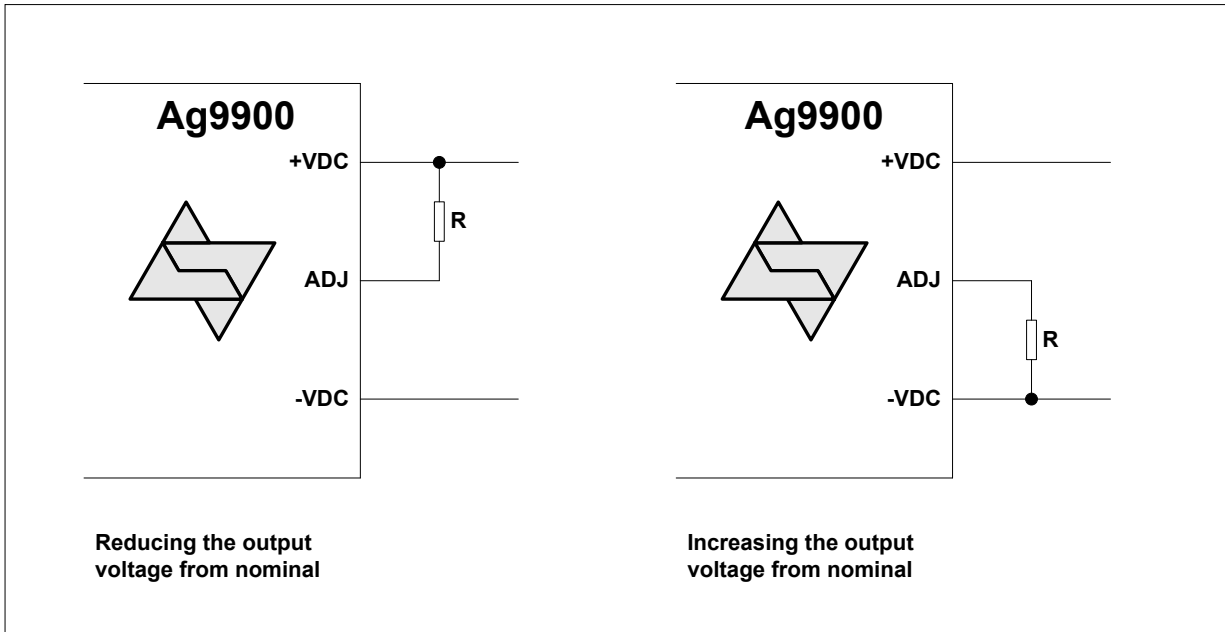 Ag9900
+VDC
R
ADJ
-VDC
Reducing the output
voltage from nominal
Ag9900
+VDC
ADJ
R
-VDC
Increasing the output
voltage from nominal